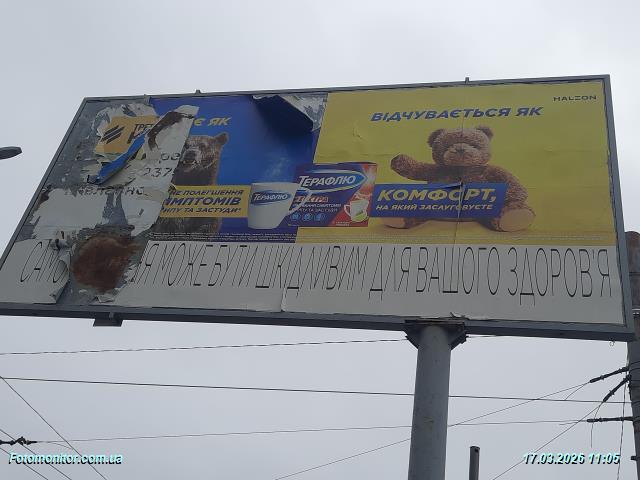 HALEON
Є ЯК
ВІДЧУВАЄТЬСЯ ЯК
237
НЕ ПОЛЕГШЕННЯ
СИМПТОМІВ
ТА ЗАСТУДИ*
ТЕРАФЛЮ
ТЕРАФЛЮ
ЕКСТРА
КОМФОРТ,
НА ЯКИЙ ЗАСЛУГОВУЄТЕ
САМО Я МОЖЕ БУТИ ШКІДЛИВИМ ДЛЯ ВАШОГО ЗДОРОВ'Я
Fotomonitor.com.ua
17.03.2026 11:05